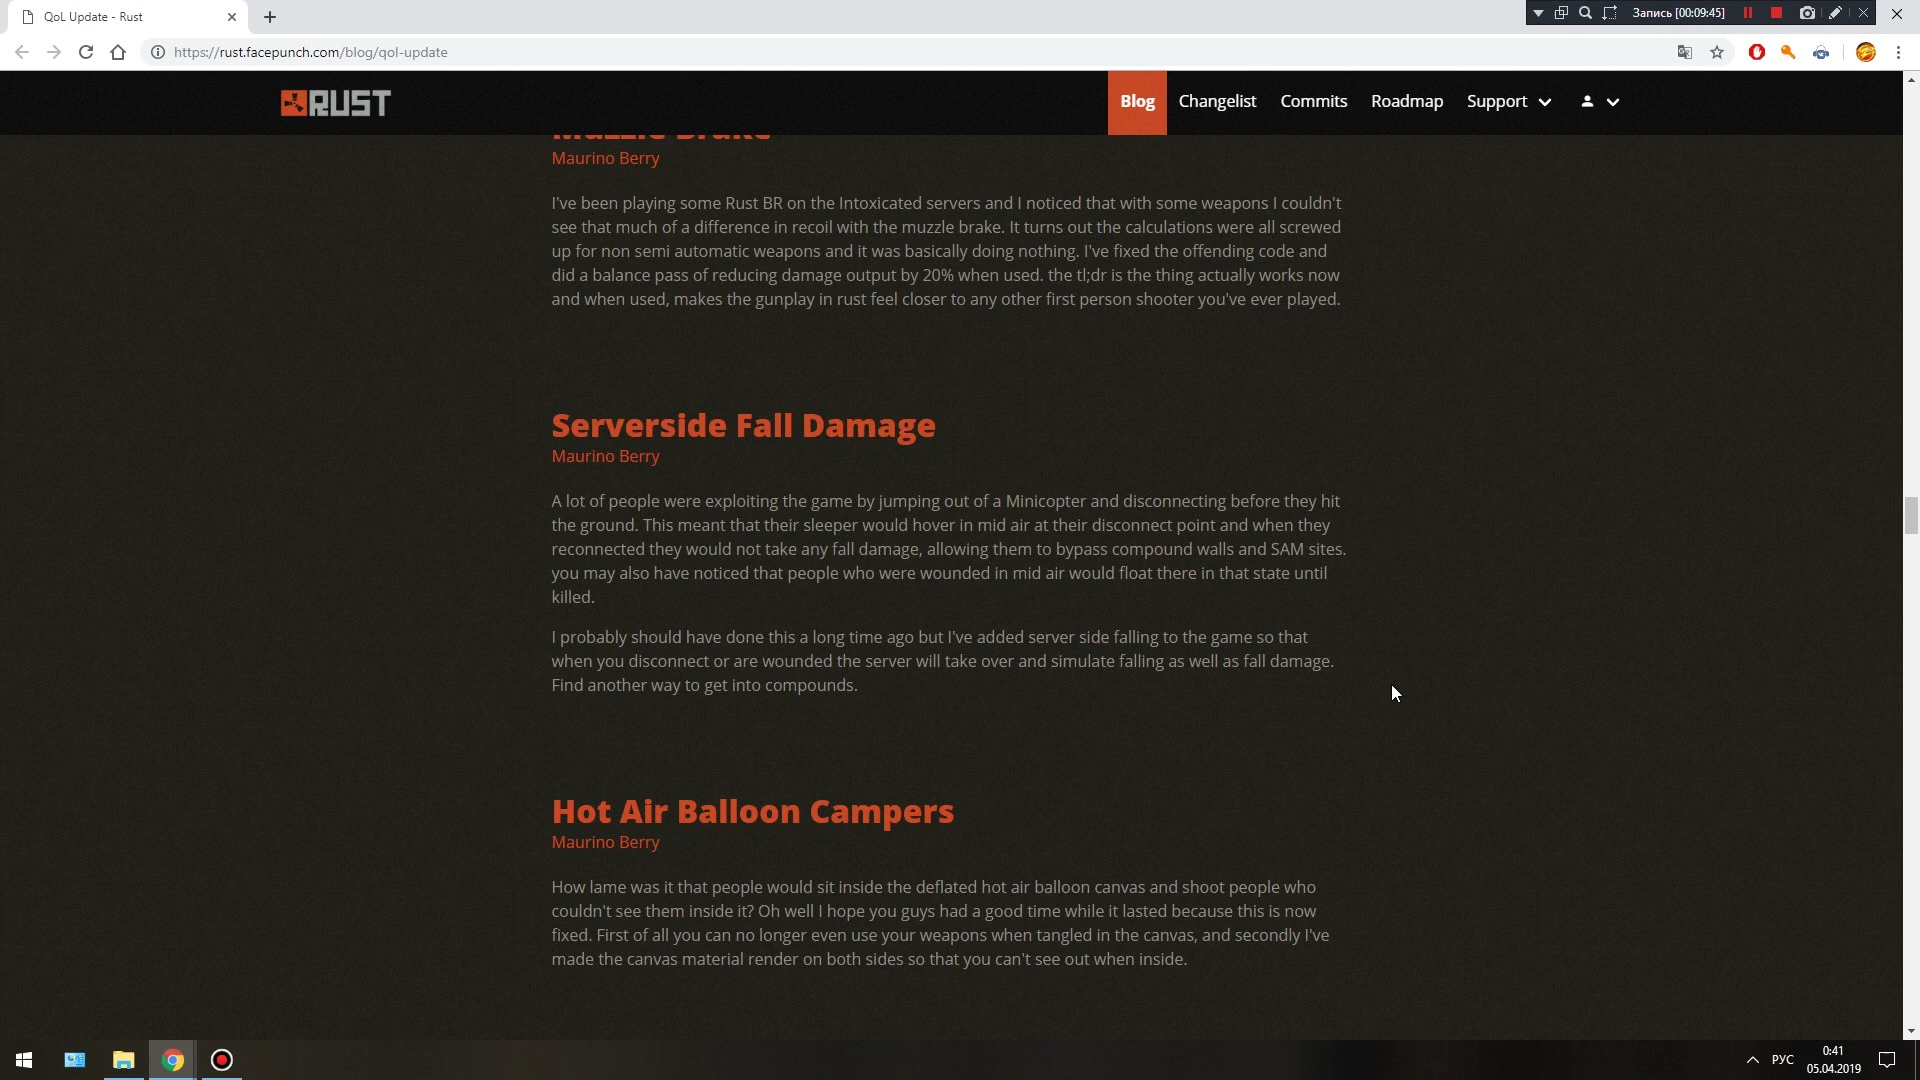 QoL Update - Rust
Запись [00:09:45]
https://rust.facepunch.com/blog/qol-update
RUST
Blog
Changelist
Commits
Roadmap
Support
Muzzle Brake
Maurino Berry
I've been playing some Rust BR on the Intoxicated servers and I noticed that with some weapons I couldn't
see that much of a difference in recoil with the muzzle brake. It turns out the calculations were all screwed
up for non semi automatic weapons and it was basically doing nothing. I've fixed the offending code and
did a balance pass of reducing damage output by 20% when used. the tl;dr is the thing actually works now
and when used, makes the gunplay in rust feel closer to any other first person shooter you've ever played.
Serverside Fall Damage
Maurino Berry
A lot of people were exploiting the game by jumping out of a Minicopter and disconnecting before they hit
the ground. This meant that their sleeper would hover in mid air at their disconnect point and when they
reconnected they would not take any fall damage, allowing them to bypass compound walls and SAM sites.
you may also have noticed that people who were wounded in mid air would float there in that state until
killed.
I probably should have done this a long time ago but I've added server side falling to the game so that
when you disconnect or are wounded the server will take over and simulate falling as well as fall damage.
Find another way to get into compounds.
Hot Air Balloon Campers
Maurino Berry
How lame was it that people would sit inside the deflated hot air balloon canvas and shoot people who
couldn't see them inside it? Oh well I hope you guys had a good time while it lasted because this is now
fixed. First of all you can no longer even use your weapons when tangled in the canvas, and secondly I've
made the canvas material render on both sides so that you can't see out when inside.
РУС
0:41
05.04.2019